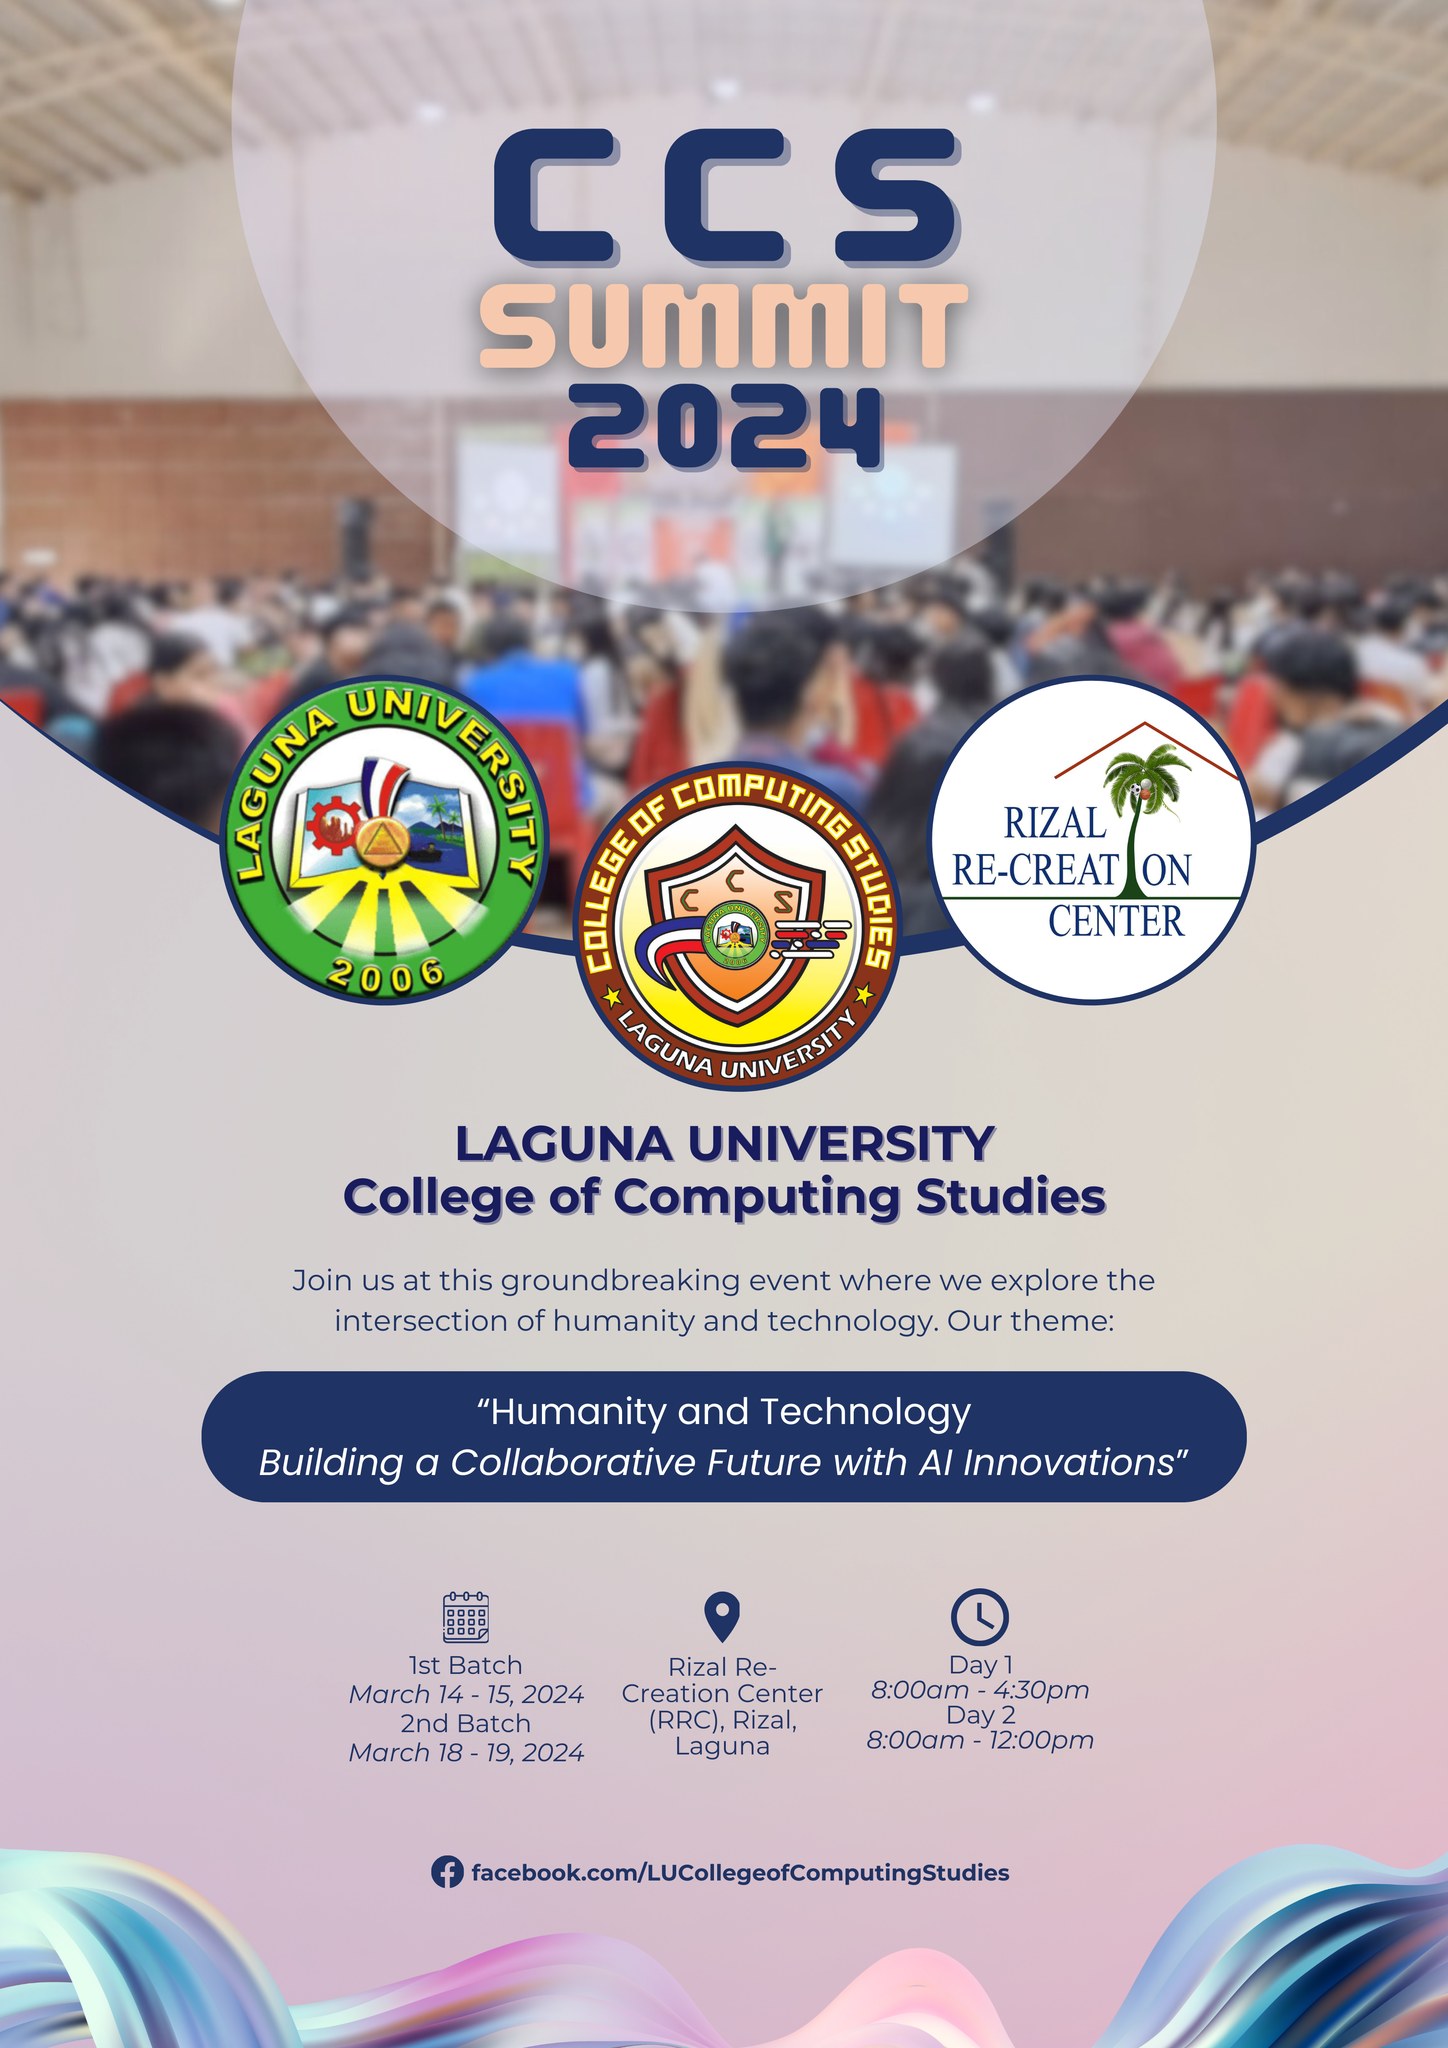 CCS
SUMMIT
2024
LAGUNA UNIVERSITY
2006
COLLEGE OF COMPUTING STUDIES
C C S
LAGUNA UNIVERSITY
2006
LAGUNA UNIVERSITY
RIZAL
RE-CREATION
CENTER
LAGUNA UNIVERSITY
College of Computing Studies
Join us at this groundbreaking event where we explore the
intersection of humanity and technology. Our theme:
“Humanity and Technology
Building a Collaborative Future with AI Innovations”
1st Batch
March 14 - 15, 2024
2nd Batch
March 18 - 19, 2024
Rizal Re-
Creation Center
(RRC), Rizal,
Laguna
Day 1
8:00am - 4:30pm
Day 2
8:00am - 12:00pm
facebook.com/LUCollegeofComputingStudies